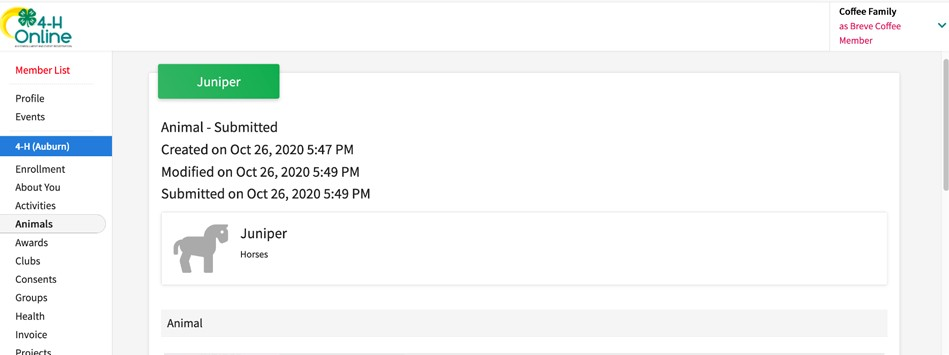 4-H
Online
Coffee Family
as Breve Coffee
Member
Member List
Profile
Events
4-H (Auburn)
Enrollment
About You
Activities
Animals
Awards
Clubs
Consents
Groups
Health
Invoice
Projects
Juniper
Animal - Submitted
Created on Oct 26, 2020 5:47 PM
Modified on Oct 26, 2020 5:49 PM
Submitted on Oct 26, 2020 5:49 PM
Juniper
Horses
Animal